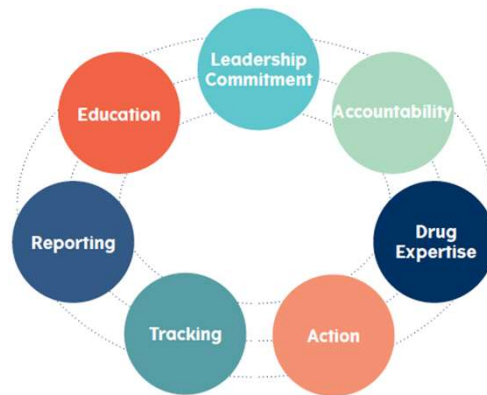 Leadership
Commitment
Accountability
Drug
Expertise
Action
Tracking
Reporting
Education